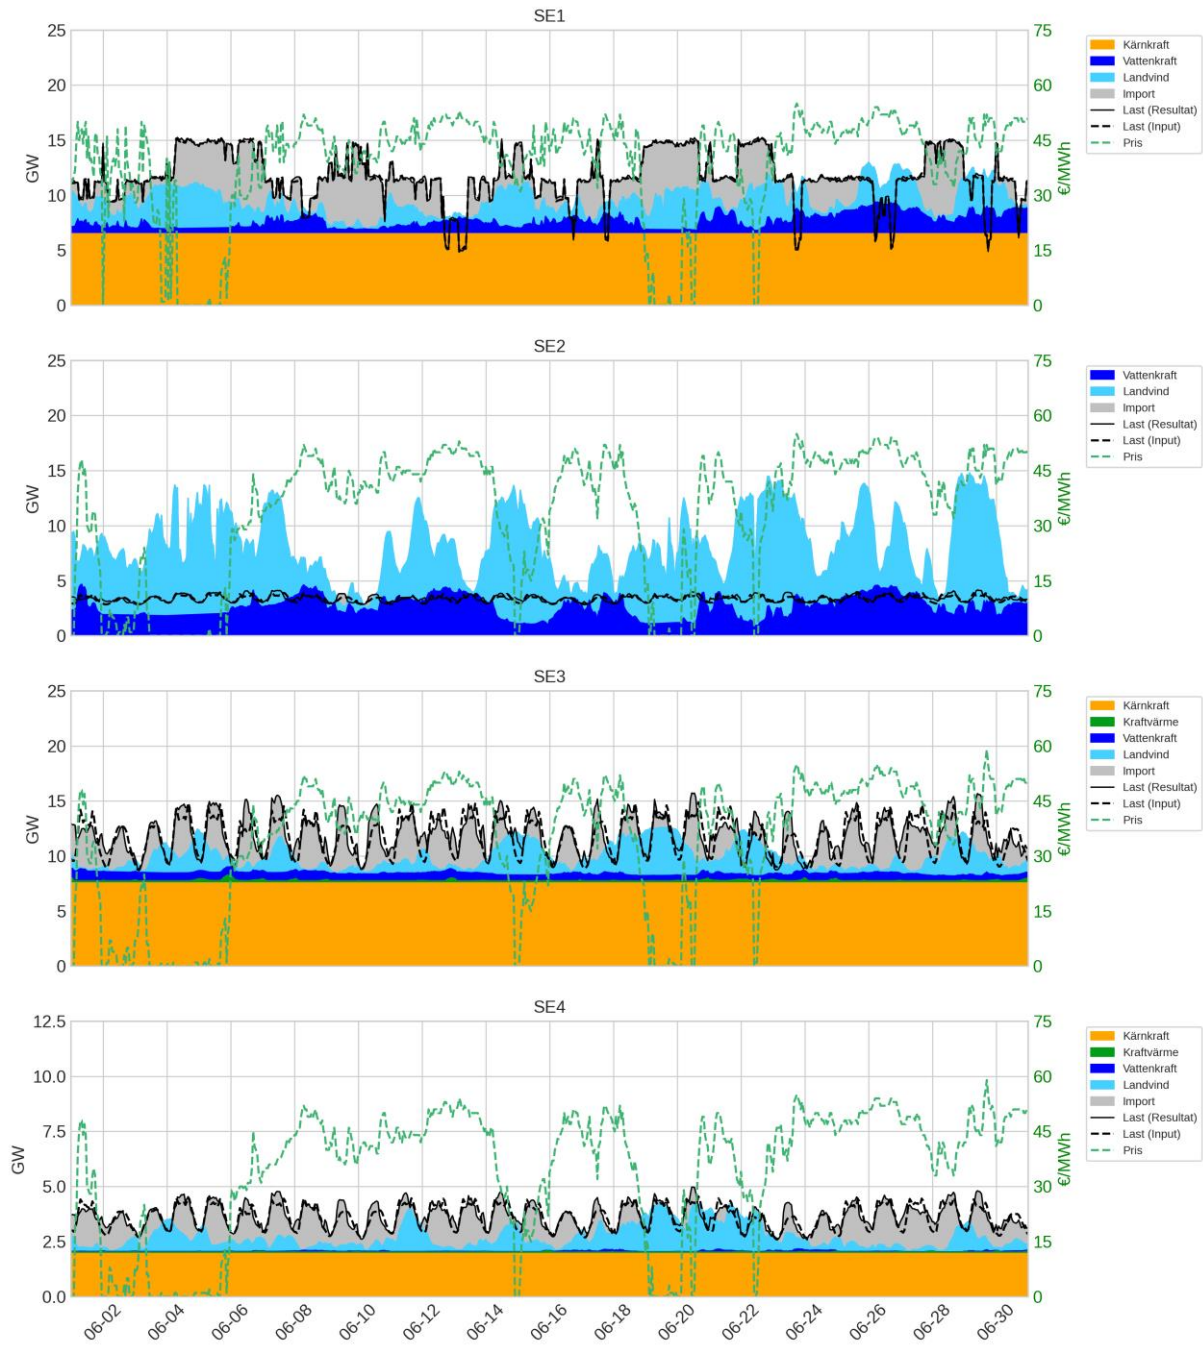 SE1
25
20
15
10
5
0
GW
75
60
45
30
15
0
€/MWh
Kärnkraft
Vattenkraft
Landvind
Import
Last (Resultat)
Last (Input)
Pris
SE2
25
20
15
10
5
0
GW
75
60
45
30
15
0
€/MWh
Vattenkraft
Landvind
Import
Last (Resultat)
Last (Input)
Pris
SE3
25
20
15
10
5
0
GW
75
60
45
30
15
0
€/MWh
Kärnkraft
Kraftvärme
Vattenkraft
Landvind
Import
Last (Resultat)
Last (Input)
Pris
SE4
12.5
10.0
7.5
5.0
2.5
0.0
GW
75
60
45
30
15
0
€/MWh
Kärnkraft
Kraftvärme
Vattenkraft
Landvind
Import
Last (Resultat)
Last (Input)
Pris
06-02
06-04
06-06
06-08
06-10
06-12
06-14
06-16
06-18
06-20
06-22
06-24
06-26
06-28
06-30